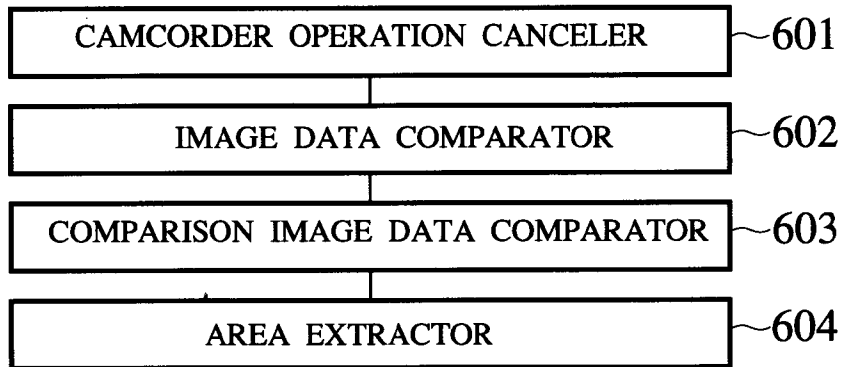 CAMCORDER OPERATION CANCELER 601
IMAGE DATA COMPARATOR 602
COMPARISON IMAGE DATA COMPARATOR 603
AREA EXTRACTOR 604